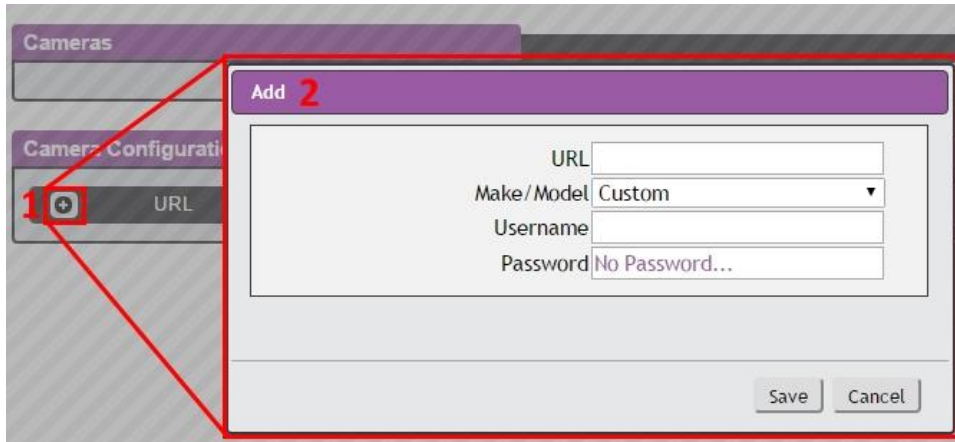 Cameras
Add 2
Camera Configurati
URL
Make/Model Custom
1 URL
Username
Password No Password...
Save Cancel